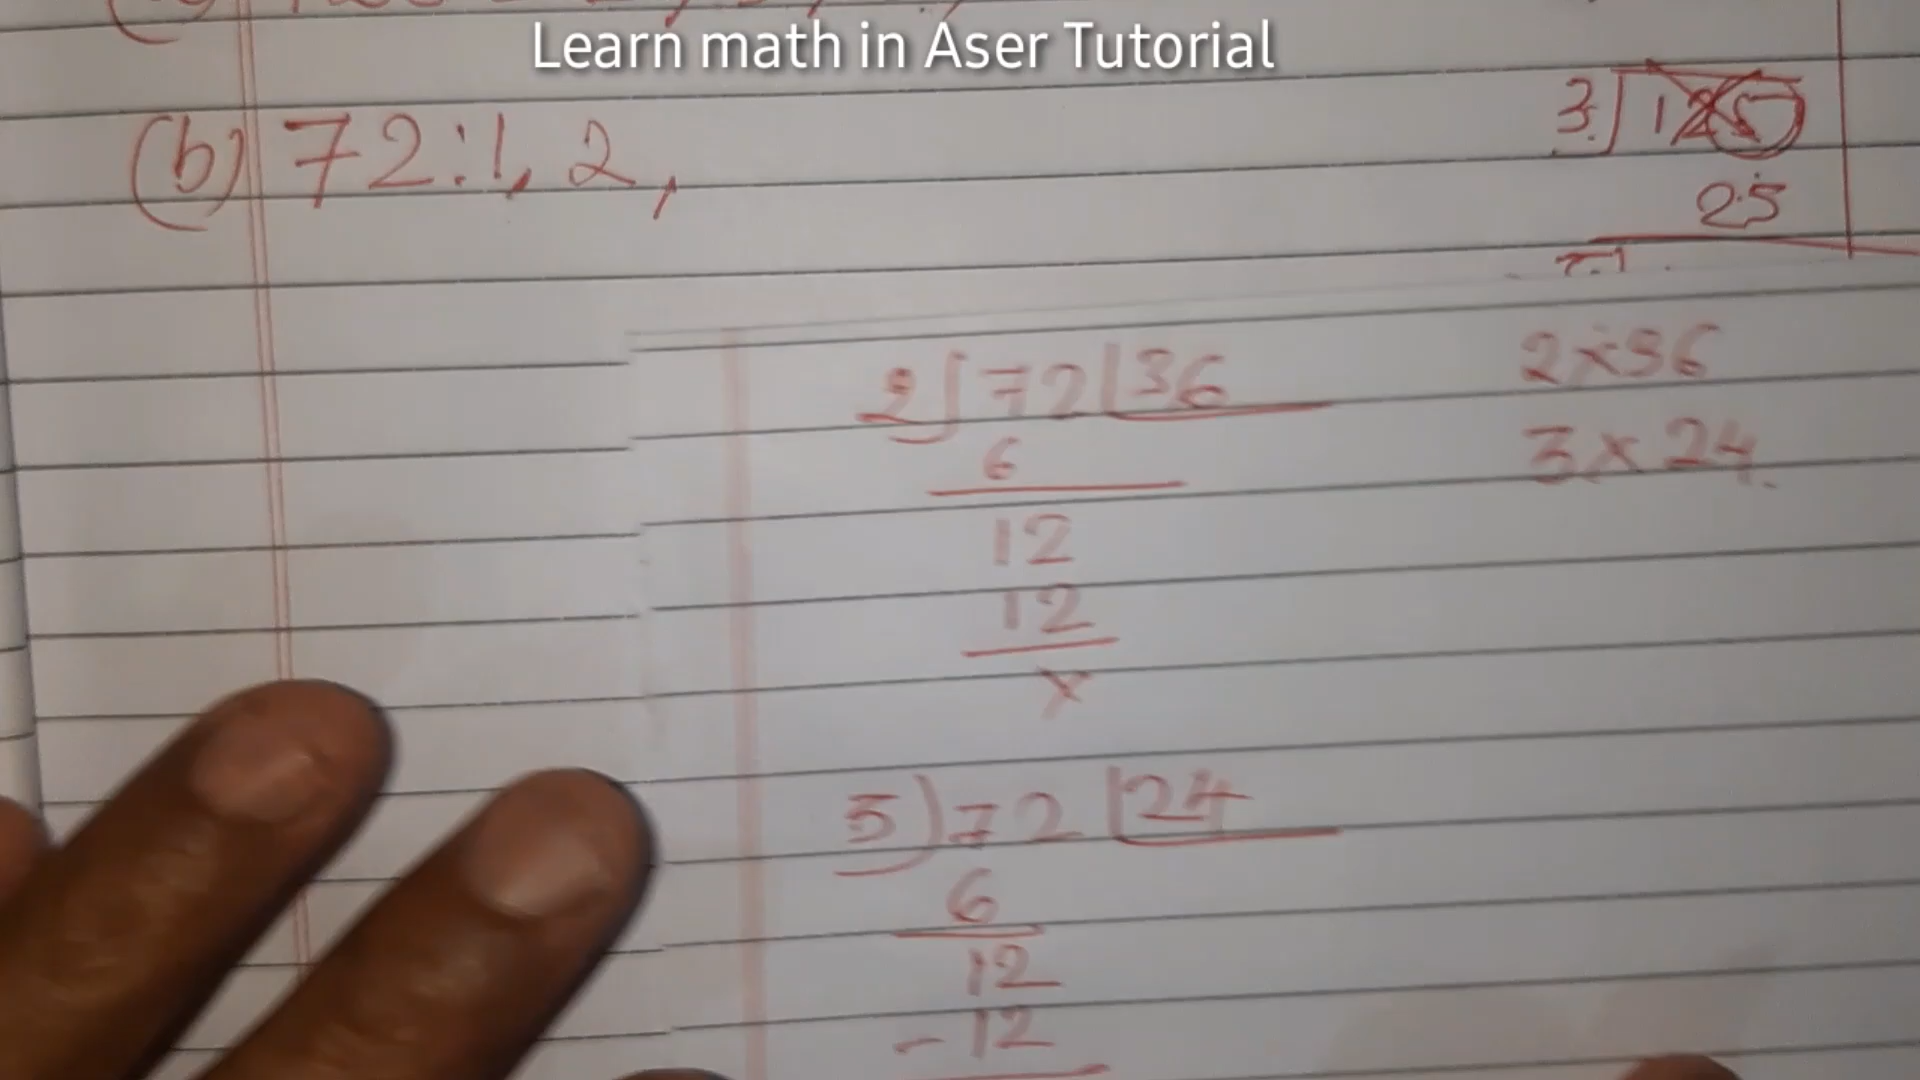 Learn math in Aser Tutorial
(b) 72:1, 2,
3 125
25
2 72 36
6
12
12
x
2x36
3x24.
3 72 24
6
12
-12